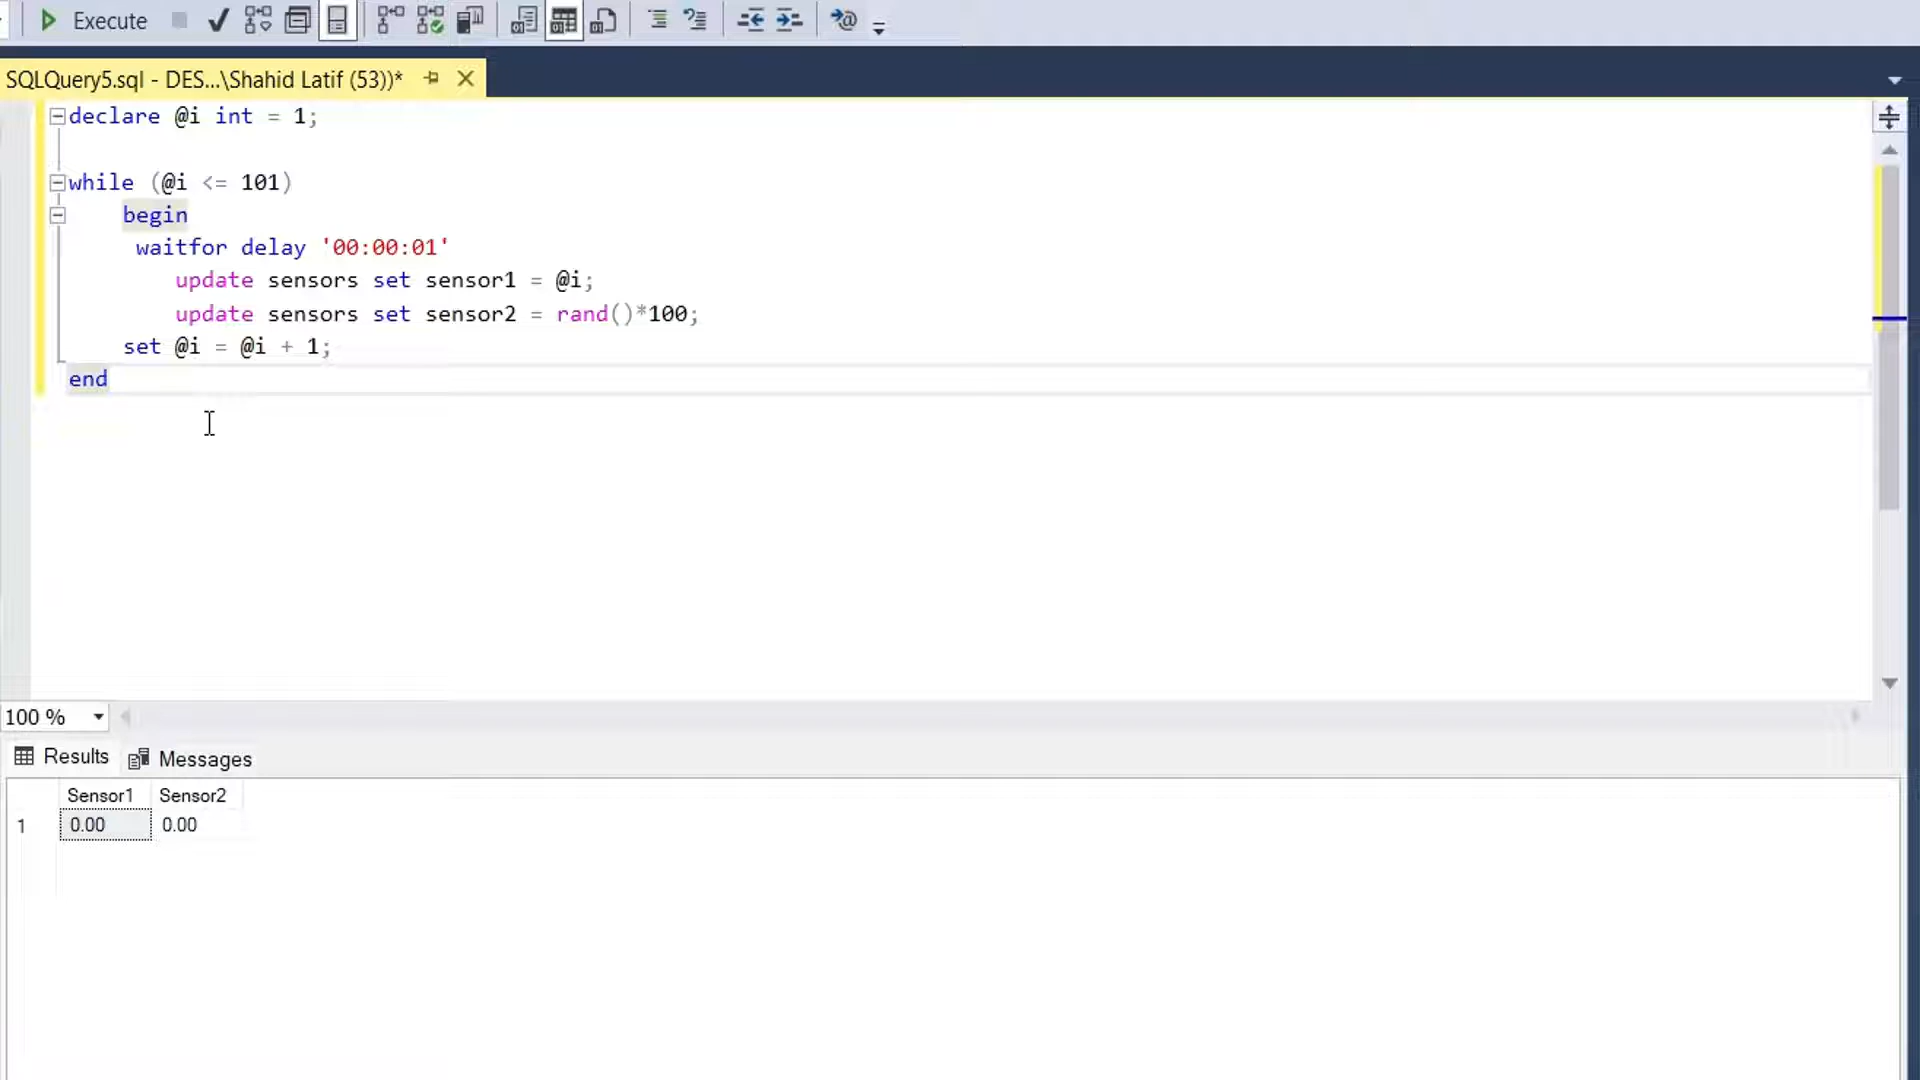 Execute
SQLQuery5.sql - DES...\Shahid Latif (53))*
declare @i int = 1;
while (@i <= 101)
begin
waitfor delay '00:00:01'
update sensors set sensor1 = @i;
update sensors set sensor2 = rand()*100;
set @i = @i + 1;
end
100 %
Results Messages
Sensor1 Sensor2
1 0.00 0.00